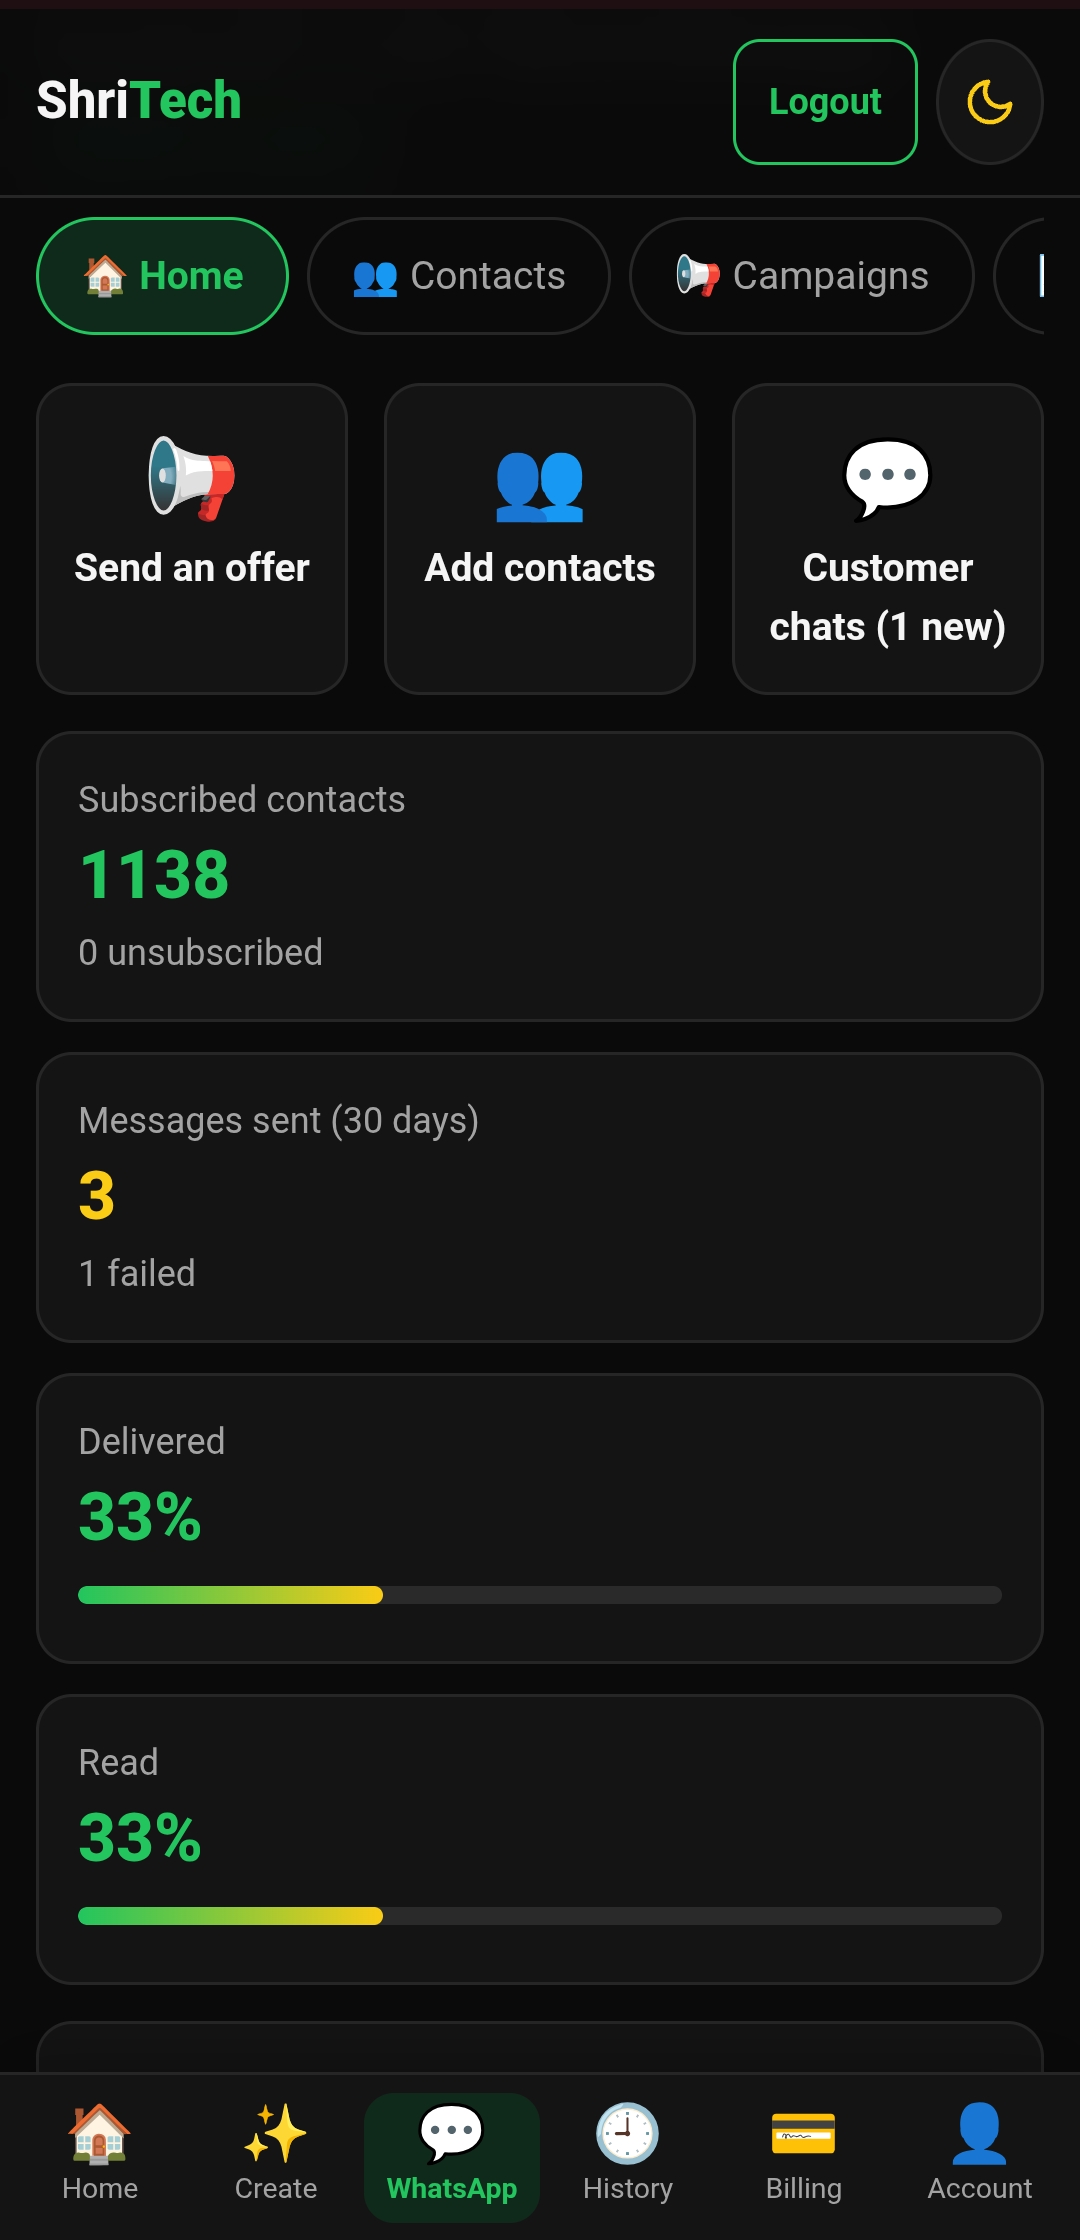 ShriTech
Logout
Home
Contacts
Campaigns
Send an offer
Add contacts
Customer
chats (1 new)
Subscribed contacts
1138
0 unsubscribed
Messages sent (30 days)
3
1 failed
Delivered
33%
Read
33%
Home
Create
WhatsApp
History
Billing
Account